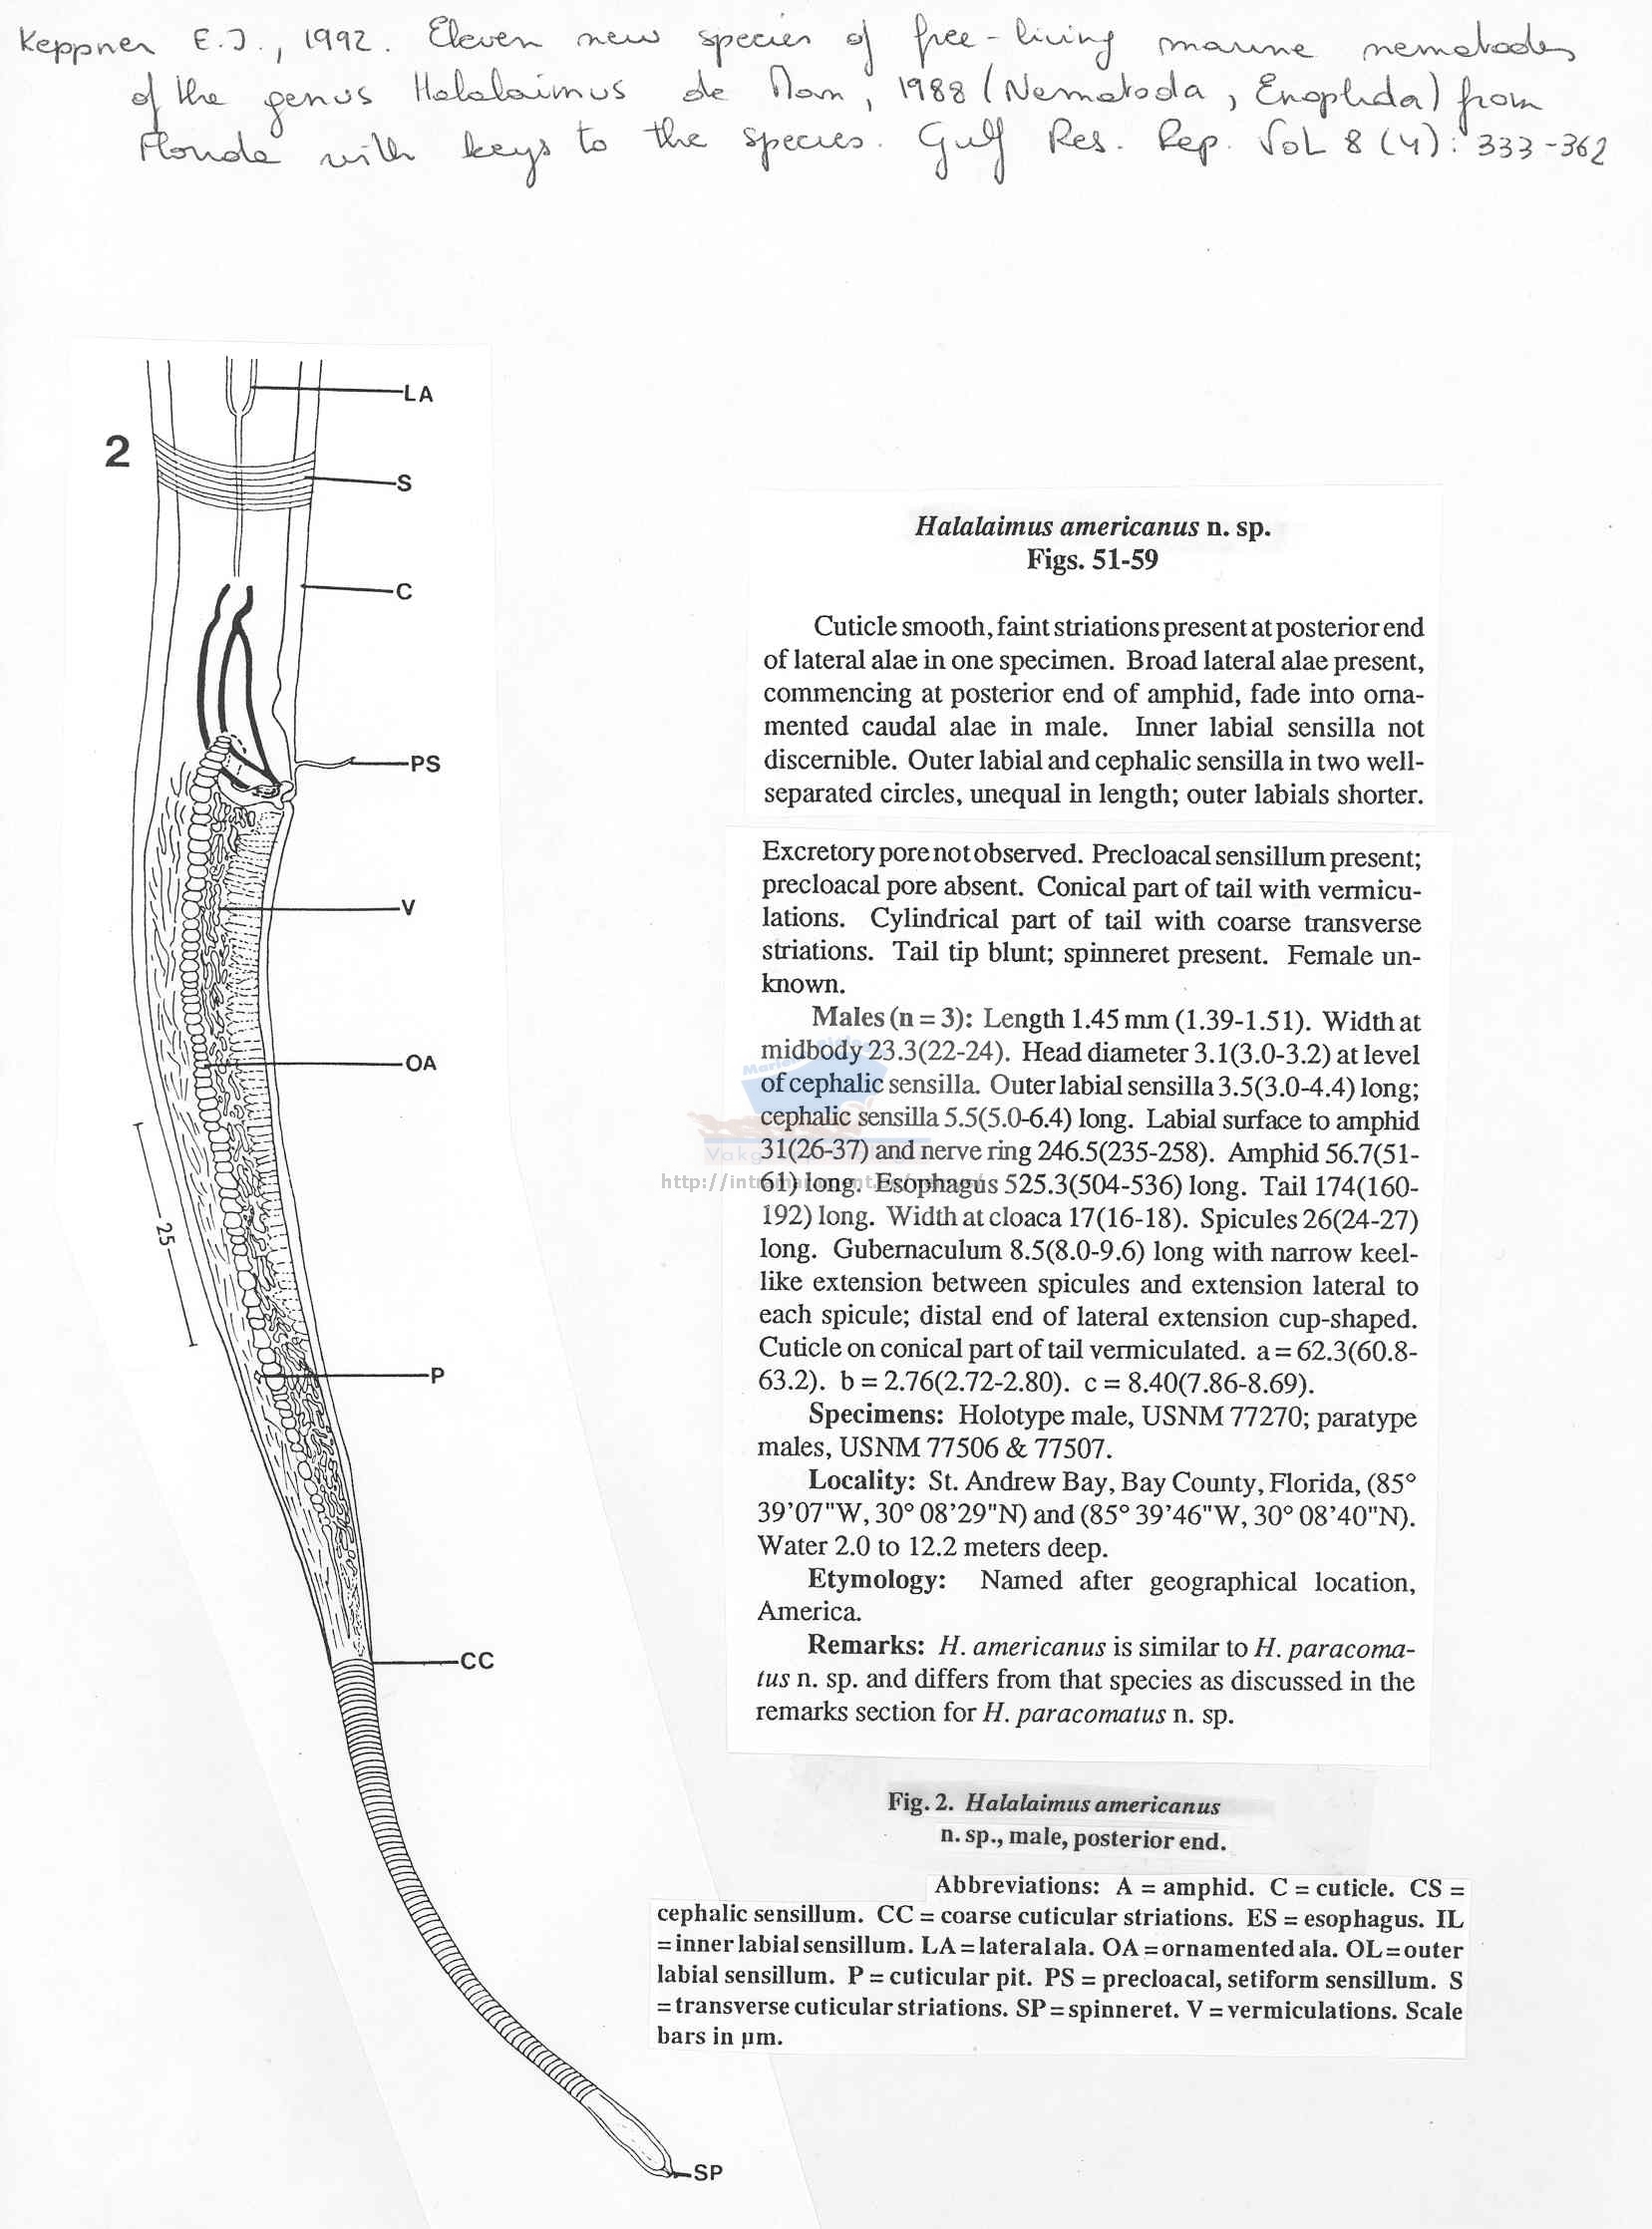 Keppner E.J., 1992. Eleven new species of free-living marine nematodes
of the genus Halalaimus de Man, 1988 (Nematoda, Enoplida) from
Florida with keys to the species. Gulf Res. Rep. Vol 8 (4): 333-362
2
LA
S
C
PS
V
OA
25
P
CC
SP
Halalaimus americanus n. sp.
Figs. 51-59
Cuticle smooth, faint striations present at posterior end
of lateral alae in one specimen. Broad lateral alae present,
commencing at posterior end of amphid, fade into orna-
mented caudal alae in male. Inner labial sensilla not
discernible. Outer labial and cephalic sensilla in two well-
separated circles, unequal in length; outer labials shorter.
Excretory pore not observed. Precloacal sensillum present;
precloacal pore absent. Conical part of tail with vermicu-
lations. Cylindrical part of tail with coarse transverse
striations. Tail tip blunt; spinneret present. Female un-
known.
Males (n = 3): Length 1.45 mm (1.39-1.51). Width at
midbody 23.3(22-24). Head diameter 3.1(3.0-3.2) at level
of cephalic sensilla. Outer labial sensilla 3.5(3.0-4.4) long;
cephalic sensilla 5.5(5.0-6.4) long. Labial surface to amphid
31(26-37) and nerve ring 246.5(235-258). Amphid 56.7(51-
61) long. Esophagus 525.3(504-536) long. Tail 174(160-
192) long. Width at cloaca 17(16-18). Spicules 26(24-27)
long. Gubernaculum 8.5(8.0-9.6) long with narrow keel-
like extension between spicules and extension lateral to
each spicule; distal end of lateral extension cup-shaped.
Cuticle on conical part of tail vermiculated. a = 62.3(60.8-
63.2). b = 2.76(2.72-2.80). c = 8.40(7.86-8.69).
Specimens: Holotype male, USNM 77270; paratype
males, USNM 77506 & 77507.
Locality: St. Andrew Bay, Bay County, Florida, (85°
39’07"W, 30° 08’29"N) and (85° 39’46"W, 30° 08’40"N).
Water 2.0 to 12.2 meters deep.
Etymology: Named after geographical location,
America.
Remarks: H. americanus is similar to H. paracoma-
tus n. sp. and differs from that species as discussed in the
remarks section for H. paracomatus n. sp.
Fig. 2. Halalaimus americanus
n. sp., male, posterior end.
Abbreviations: A = amphid. C = cuticle. CS =
cephalic sensillum. CC = coarse cuticular striations. ES = esophagus. IL
= inner labial sensillum. LA = lateral ala. OA = ornamented ala. OL = outer
labial sensillum. P = cuticular pit. PS = precloacal, setiform sensillum. S
= transverse cuticular striations. SP = spinneret. V = vermiculations. Scale
bars in µm.